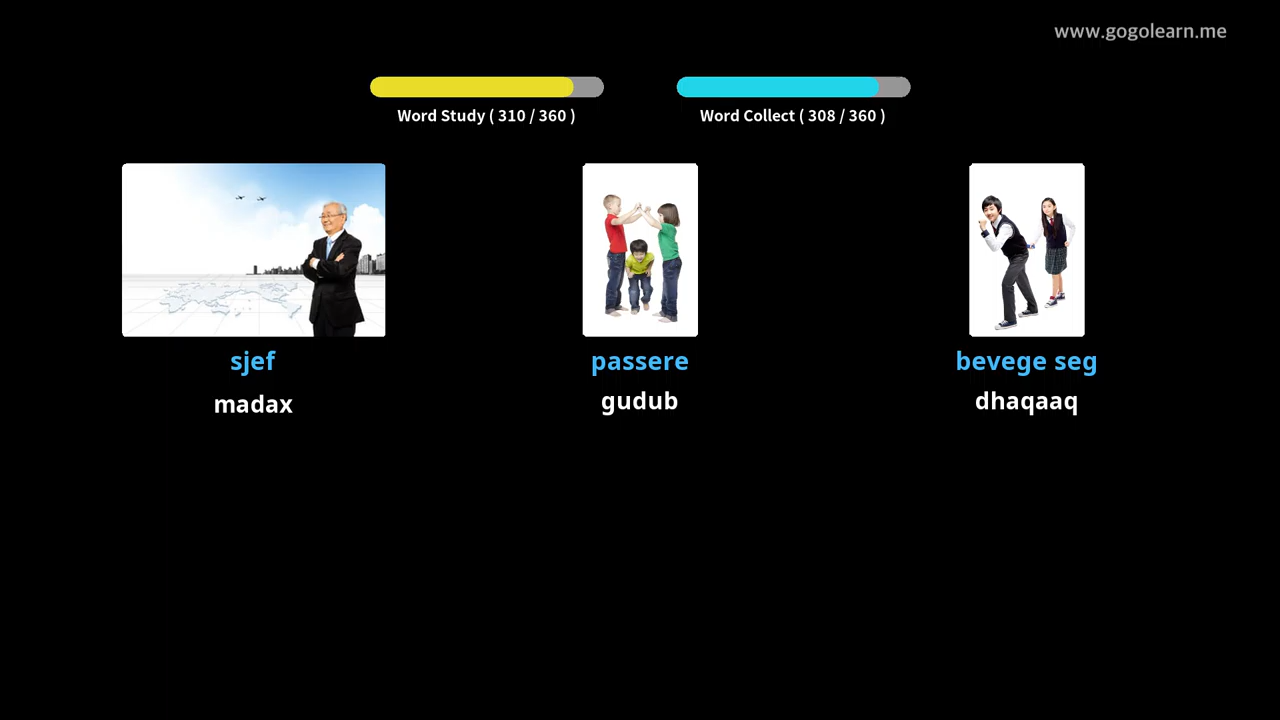 www.gogolearn.me
Word Study ( 310 / 360 )
Word Collect ( 308 / 360 )
sjef
madax
passere
gudub
bevege seg
dhaqaaq